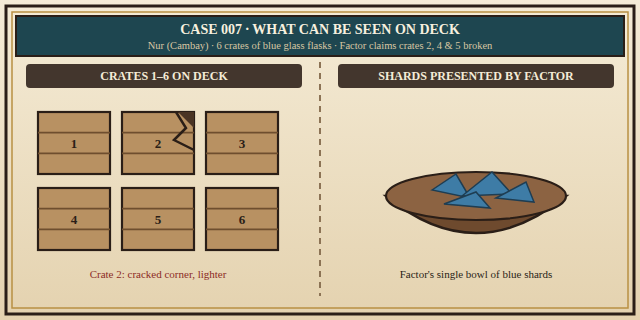 CASE 007 · WHAT CAN BE SEEN ON DECK
Nur (Cambay) · 6 crates of blue glass flasks · Factor claims crates 2, 4 & 5 broken
CRATES 1–6 ON DECK
1
2
3
4
5
6
Crate 2: cracked corner, lighter
SHARDS PRESENTED BY FACTOR
Factor's single bowl of blue shards